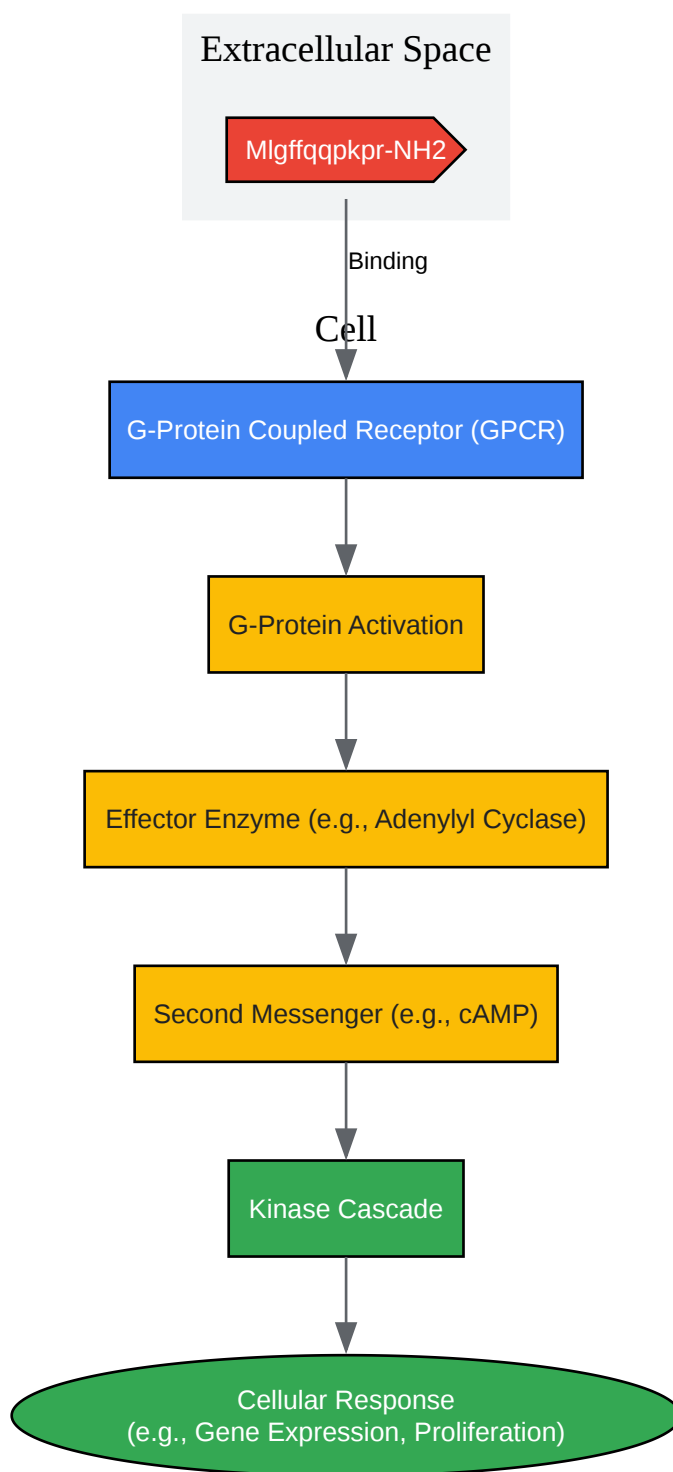 Extracellular Space
Mlgffqqpkpr-NH2
Binding
Cell
G-Protein Coupled Receptor (GPCR)
G-Protein Activation
Effector Enzyme (e.g., Adenylyl Cyclase)
Second Messenger (e.g., cAMP)
Kinase Cascade
Cellular Response
(e.g., Gene Expression, Proliferation)